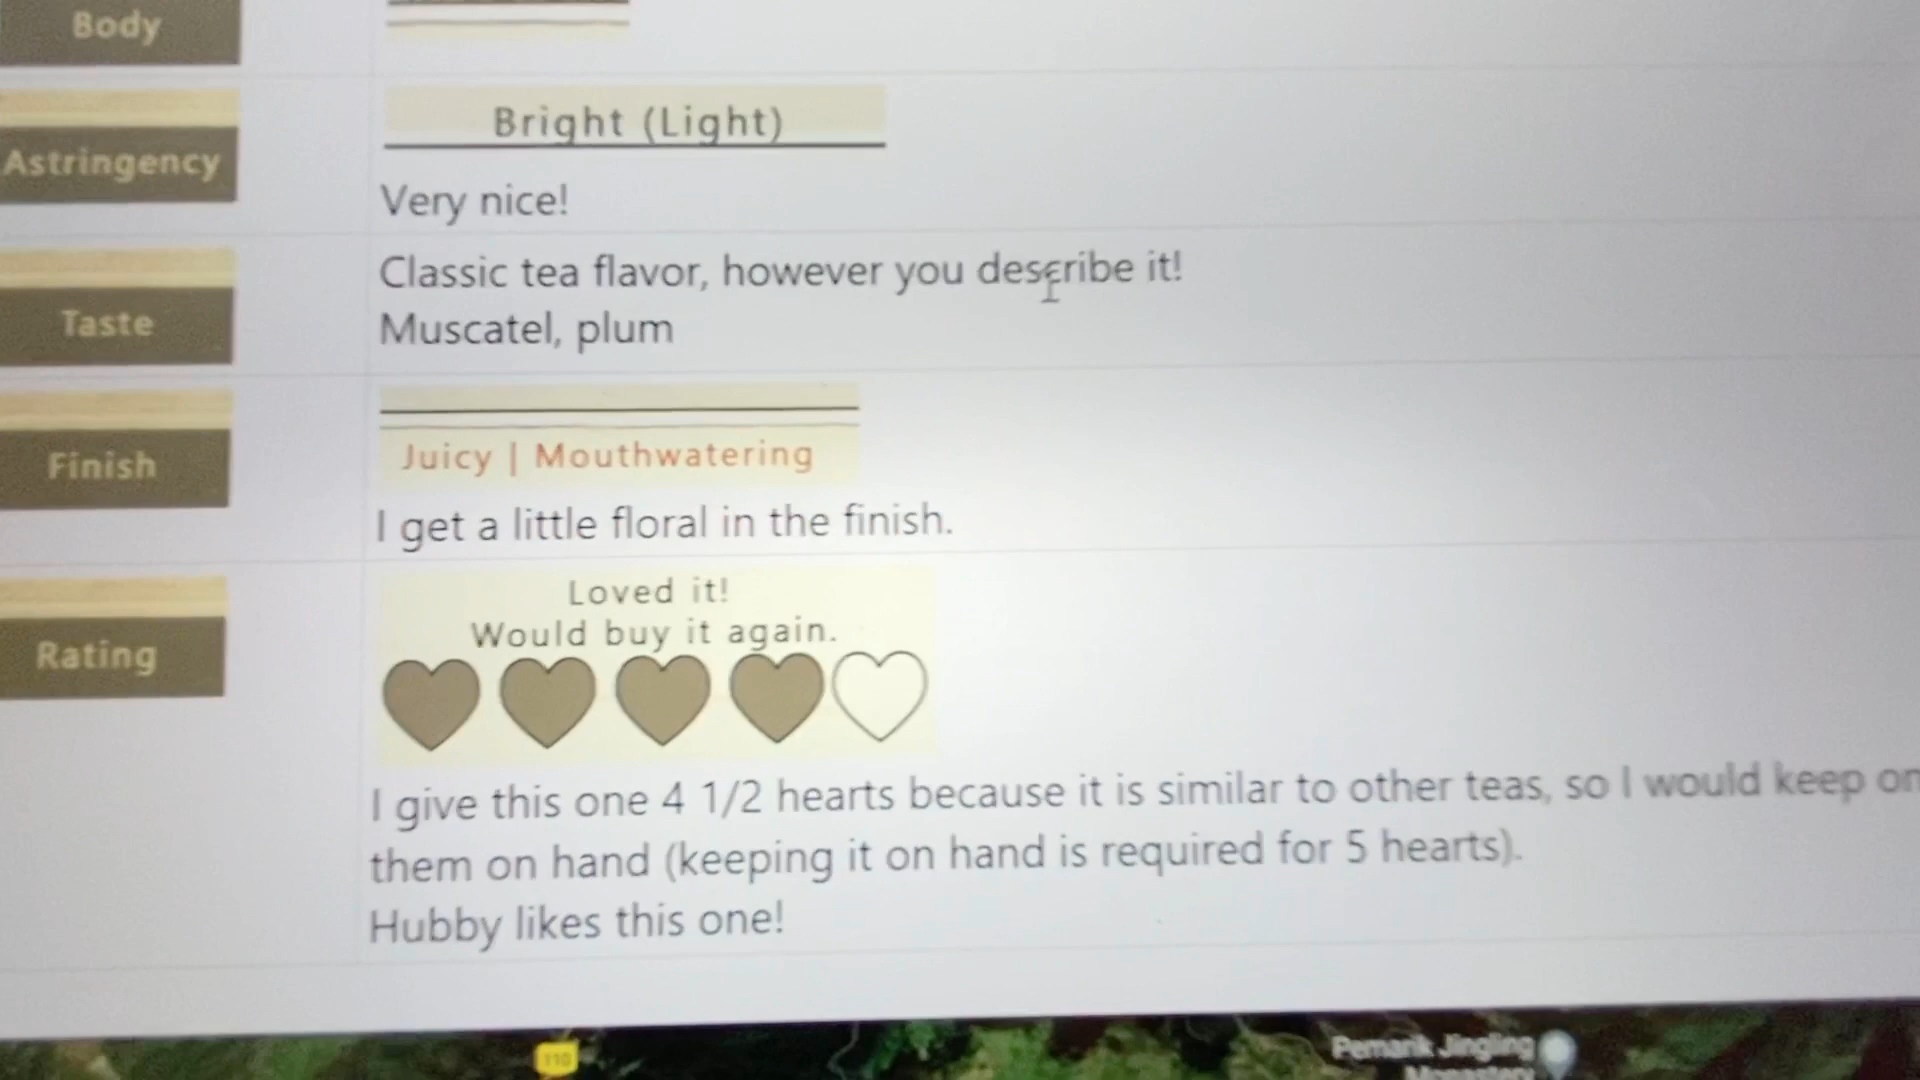 Body
Bright (Light)
Astringency
Very nice!
Classic tea flavor, however you describe it!
Taste
Muscatel, plum
Juicy | Mouthwatering
Finish
I get a little floral in the finish.
Loved it!
Would buy it again.
Rating
I give this one 4 1/2 hearts because it is similar to other teas, so I would keep
them on hand (keeping it on hand is required for 5 hearts).
Hubby likes this one!
110
Pemarik Jingling
Monastery